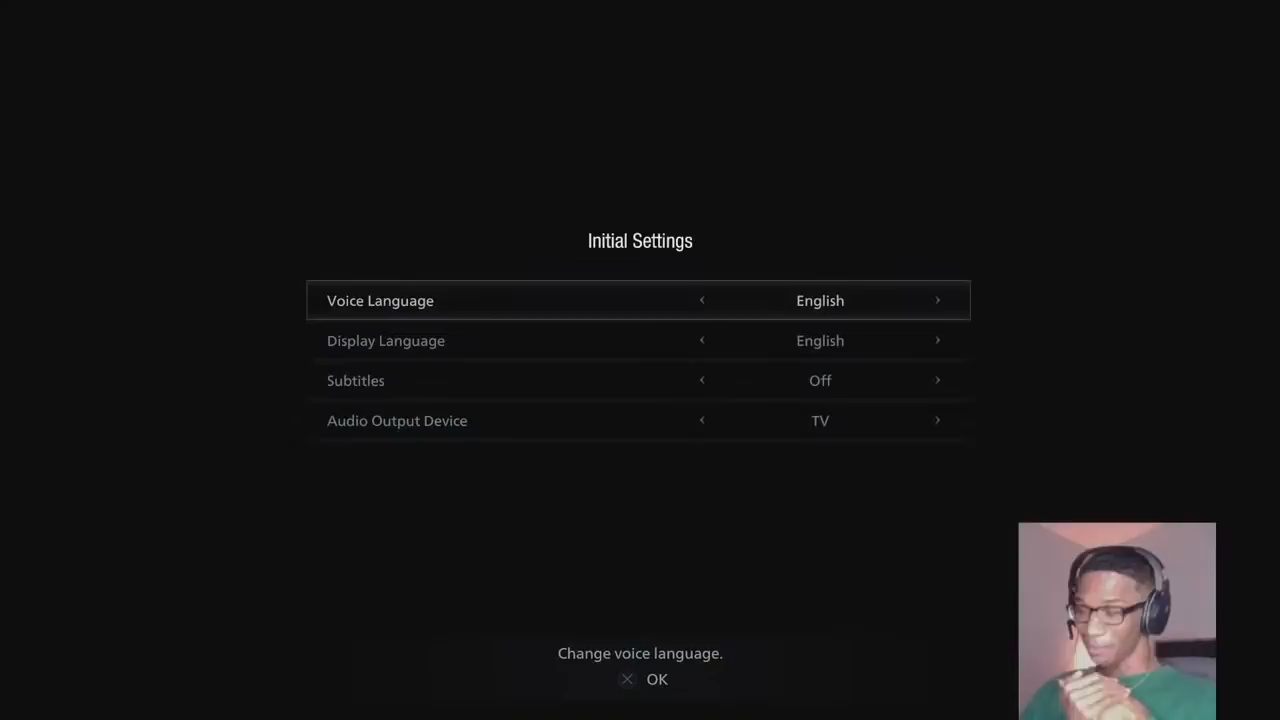 Initial Settings
Voice Language English
Display Language English
Subtitles Off
Audio Output Device TV
Change voice language.
OK